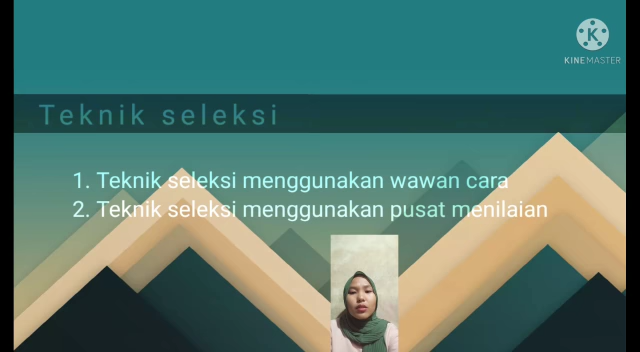 KINEMASTER
Teknik seleksi
1. Teknik seleksi menggunakan wawan cara
2. Teknik seleksi menggunakan pusat menilaian